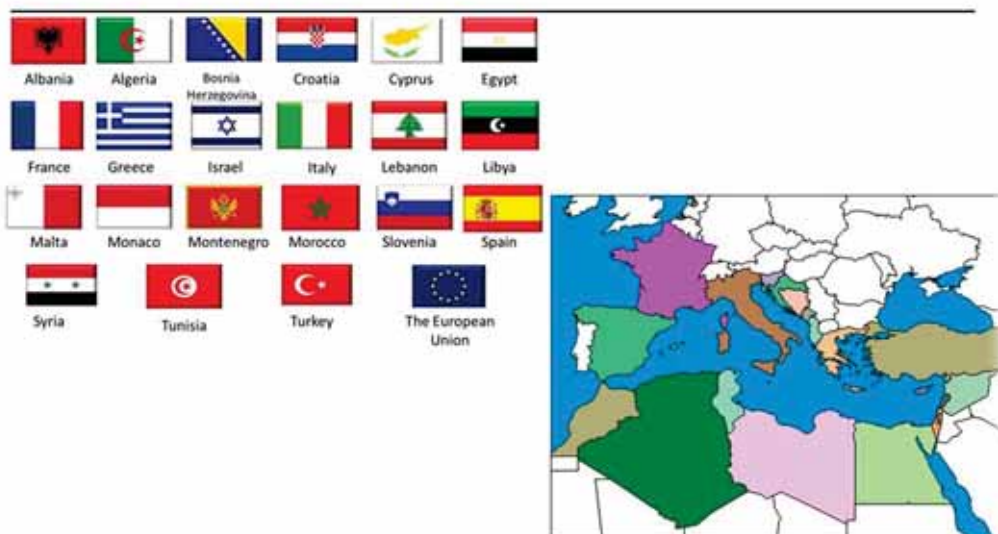 Albania Algeria Bosnia Herzegovina Croatia Cyprus Egypt
France Greece Israel Italy Lebanon Libya
Malta Monaco Montenegro Morocco Slovenia Spain
Syria Tunisia Turkey The European Union